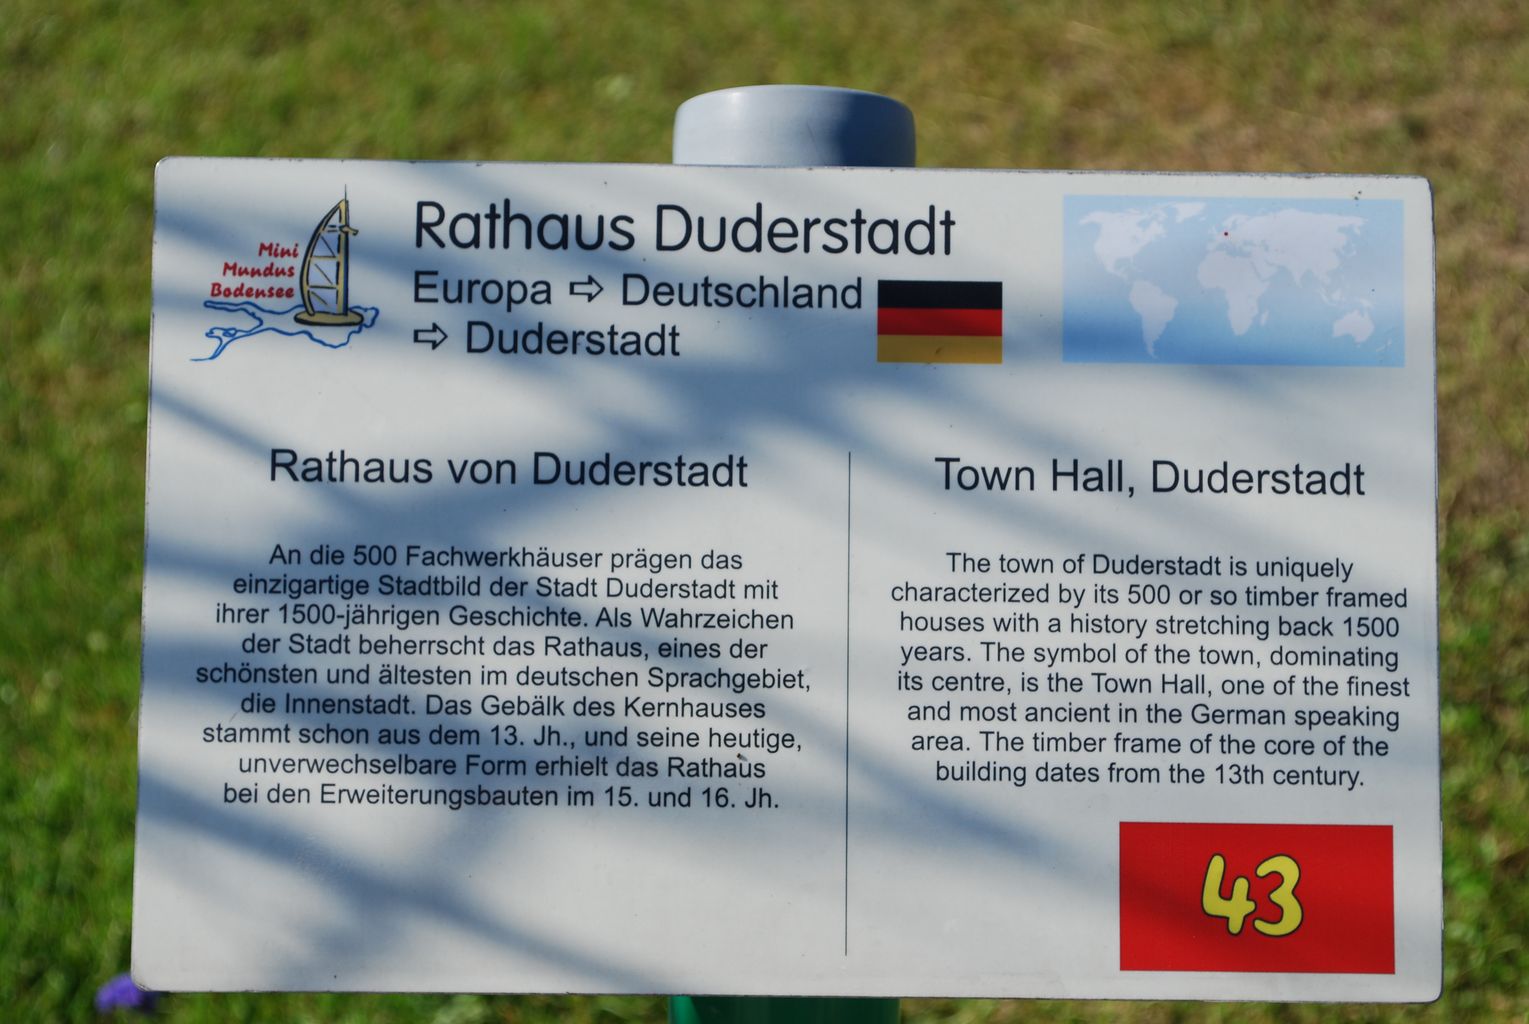 Mini
Mundus
Bodensee
Rathaus Duderstadt
Europa ⇨ Deutschland
⇨ Duderstadt
Rathaus von Duderstadt
An die 500 Fachwerkhäuser prägen das
einzigartige Stadtbild der Stadt Duderstadt mit
ihrer 1500-jährigen Geschichte. Als Wahrzeichen
der Stadt beherrscht das Rathaus, eines der
schönsten und ältesten im deutschen Sprachgebiet,
die Innenstadt. Das Gebälk des Kernhauses
stammt schon aus dem 13. Jh., und seine heutige,
unverwechselbare Form erhielt das Rathaus
bei den Erweiterungsbauten im 15. und 16. Jh.
Town Hall, Duderstadt
The town of Duderstadt is uniquely
characterized by its 500 or so timber framed
houses with a history stretching back 1500
years. The symbol of the town, dominating
its centre, is the Town Hall, one of the finest
and most ancient in the German speaking
area. The timber frame of the core of the
building dates from the 13th century.
43